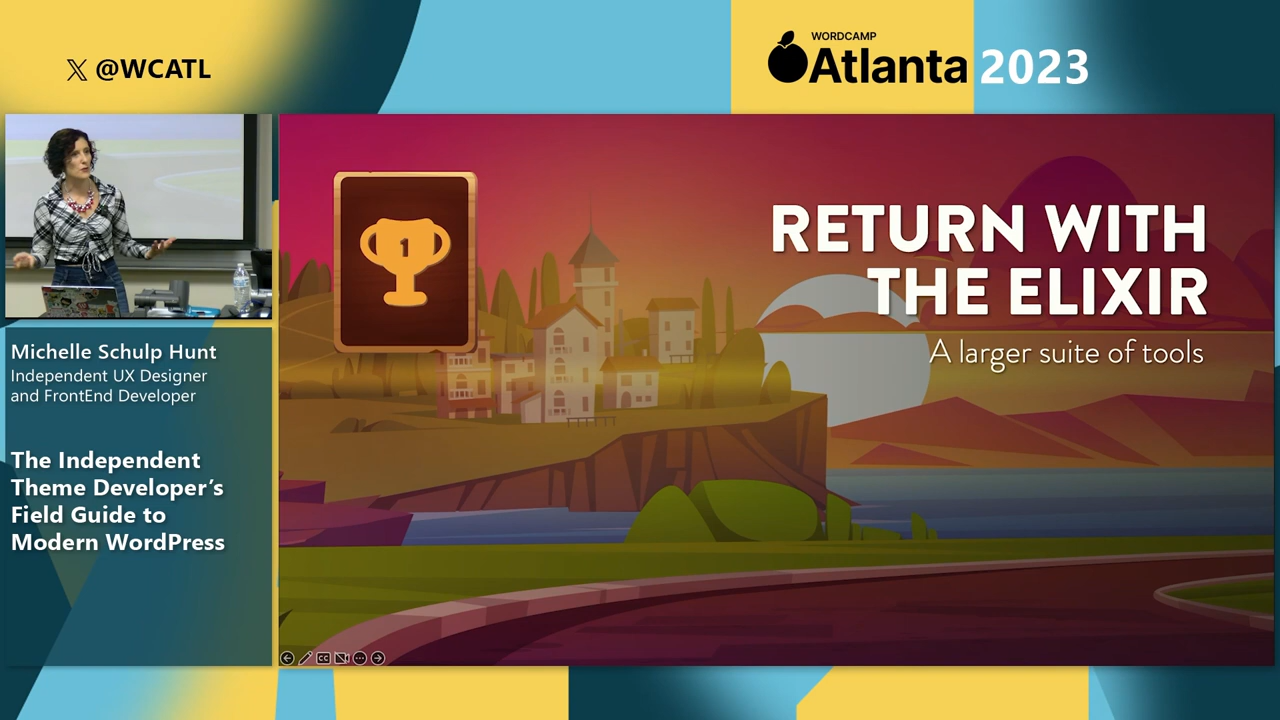 𝕏 @WCATL
WORDCAMP
Atlanta 2023
RETURN WITH
THE ELIXIR
A larger suite of tools
1
Michelle Schulp Hunt
Independent UX Designer
and FrontEnd Developer
The Independent
Theme Developer’s
Field Guide to
Modern WordPress
CC